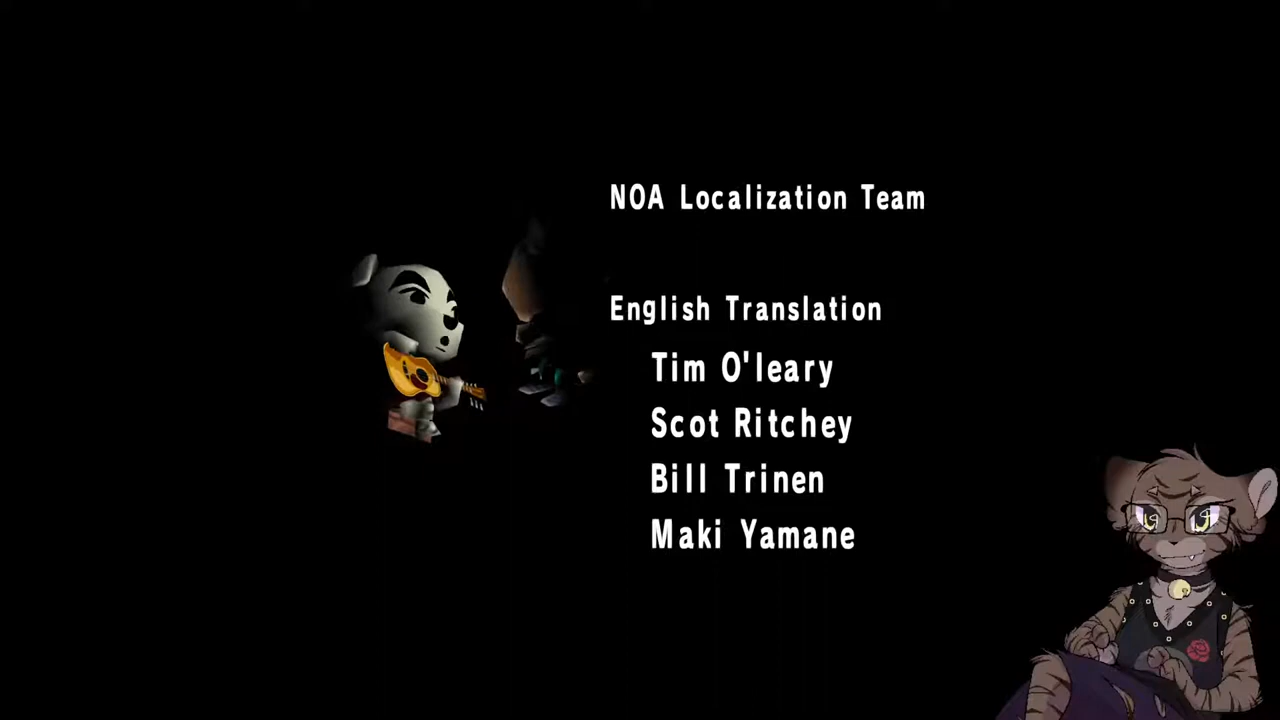 NOA Localization Team
English Translation
Tim O'leary
Scot Ritchey
Bill Trinen
Maki Yamane